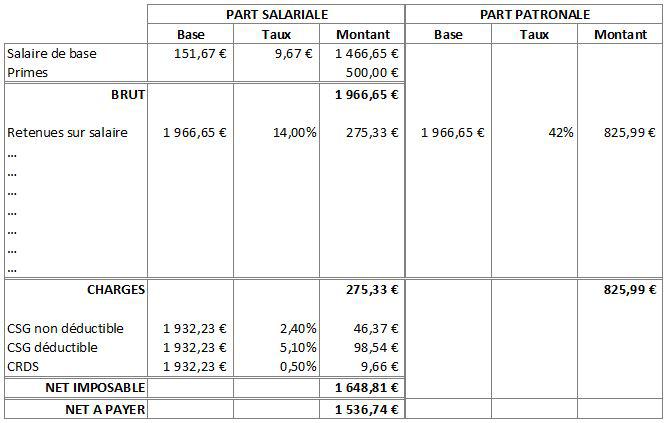 PART SALARIALE PART PATRONALE
Base Taux Montant Base Taux Montant
Salaire de base 151,67 € 9,67 € 1 466,65 €
Primes 500,00 €
BRUT 1 966,65 €
Retenues sur salaire 1 966,65 € 14,00% 275,33 € 1 966,65 € 42% 825,99 €
...
...
...
...
...
...
...
CHARGES 275,33 € 825,99 €
CSG non déductible 1 932,23 € 2,40% 46,37 €
CSG déductible 1 932,23 € 5,10% 98,54 €
CRDS 1 932,23 € 0,50% 9,66 €
NET IMPOSABLE 1 648,81 €
NET A PAYER 1 536,74 €